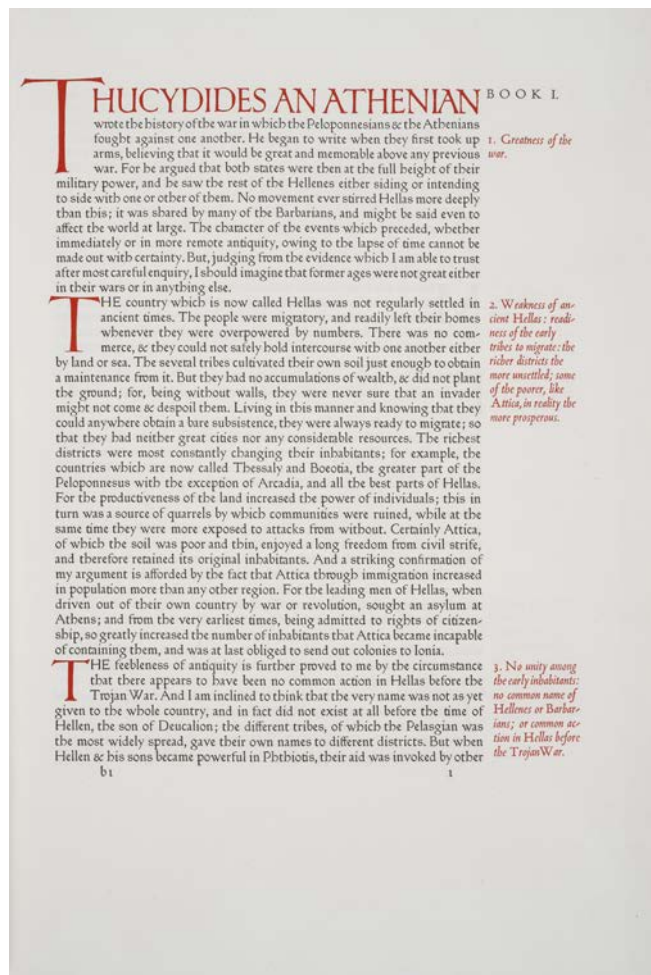 THUCYDIDES AN ATHENIAN BOOK I.
wrote the history of the war in which the Peloponnesians & the Athenians
fought against one another. He began to write when they first took up
arms, believing that it would be great and memorable above any previous
war. For he argued that both states were then at the full height of their
military power, and he saw the rest of the Hellenes either siding or intending
to side with one or other of them. No movement ever stirred Hellas more deeply
than this; it was shared by many of the Barbarians, and might be said even to
affect the world at large. The character of the events which preceded, whether
immediately or in more remote antiquity, owing to the lapse of time cannot be
made out with certainty. But, judging from the evidence which I am able to trust
after most careful enquiry, I should imagine that former ages were not great either
in their wars or in anything else.
1. Greatness of the
war.
THE country which is now called Hellas was not regularly settled in
ancient times. The people were migratory, and readily left their homes
whenever they were overpowered by numbers. There was no com-
merce, & they could not safely hold intercourse with one another either
by land or sea. The several tribes cultivated their own soil just enough to obtain
a maintenance from it. But they had no accumulations of wealth, & did not plant
the ground; for, being without walls, they were never sure that an invader
might not come & despoil them. Living in this manner and knowing that they
could anywhere obtain a bare subsistence, they were always ready to migrate; so
that they had neither great cities nor any considerable resources. The richest
districts were most constantly changing their inhabitants; for example, the
countries which are now called Thessaly and Boeotia, the greater part of the
Peloponnesus with the exception of Arcadia, and all the best parts of Hellas.
For the productiveness of the land increased the power of individuals; this in
turn was a source of quarrels by which communities were ruined, while at the
same time they were more exposed to attacks from without. Certainly Attica,
of which the soil was poor and thin, enjoyed a long freedom from civil strife,
and therefore retained its original inhabitants. And a striking confirmation of
my argument is afforded by the fact that Attica through immigration increased
in population more than any other region. For the leading men of Hellas, when
driven out of their own country by war or revolution, sought an asylum at
Athens; and from the very earliest times, being admitted to rights of citizen-
ship, so greatly increased the number of inhabitants that Attica became incapable
of containing them, and was at last obliged to send out colonies to Ionia.
2. Weakness of an-
cient Hellas: readi-
ness of the early
tribes to migrate: the
richer districts the
more unsettled; some
of the poorer, like
Attica, in reality the
more prosperous.
THE feebleness of antiquity is further proved to me by the circumstance
that there appears to have been no common action in Hellas before the
Trojan War. And I am inclined to think that the very name was not as yet
given to the whole country, and in fact did not exist at all before the time of
Hellen, the son of Deucalion; the different tribes, of which the Pelasgian was
the most widely spread, gave their own names to different districts. But when
Hellen & his sons became powerful in Phthiotis, their aid was invoked by other
3. No unity among
the early inhabitants:
no common name of
Hellenes or Barbar-
ians; or common ac-
tion in Hellas before
the Trojan War.
b1 1